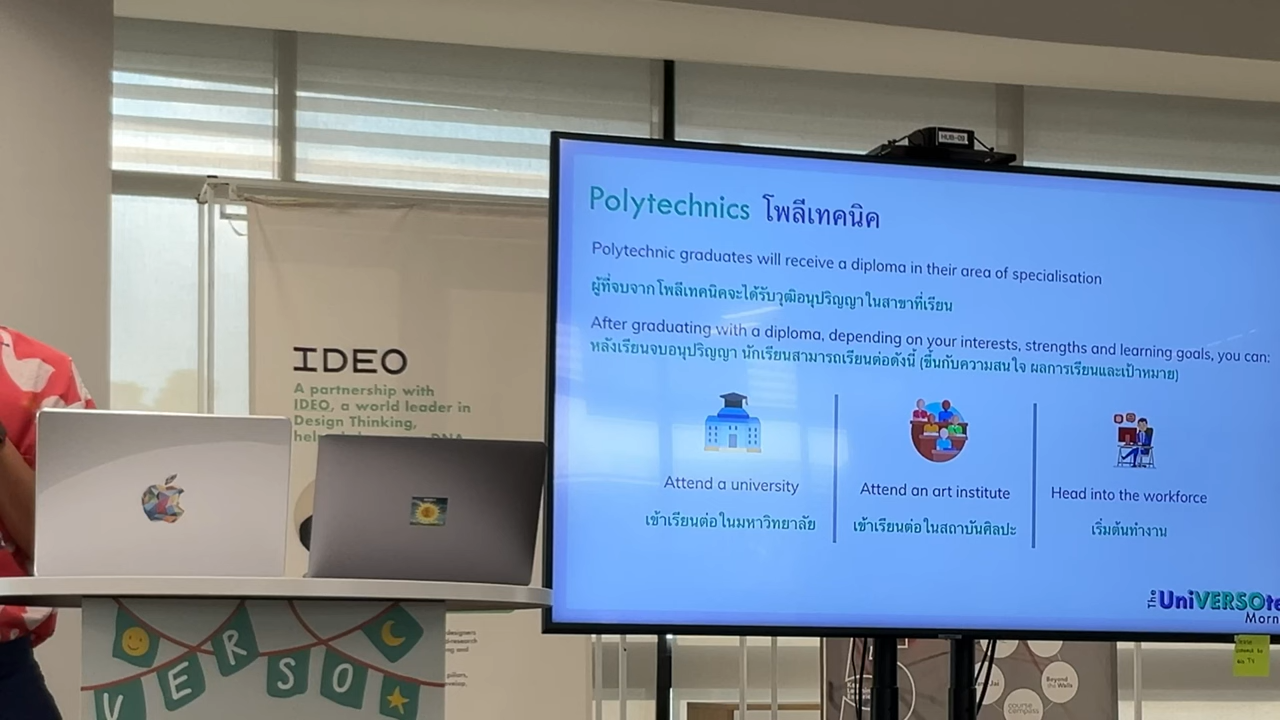 HUB-09
Polytechnics โพลีเทคนิค
Polytechnic graduates will receive a diploma in their area of specialisation
ผู้ที่จบจากโพลีเทคนิคจะได้รับวุฒิอนุปริญญาในสาขาที่เรียน
After graduating with a diploma, depending on your interests, strengths and learning goals, you can:
หลังเรียนจบอนุปริญญา นักเรียนสามารถเรียนต่อดังนี้ (ขึ้นกับความสนใจ ผลการเรียนและเป้าหมาย)
Attend a university
เข้าเรียนต่อในมหาวิทยาลัย
Attend an art institute
เข้าเรียนต่อในสถาบันศิลปะ
Head into the workforce
เริ่มต้นทำงาน
The UniVERSOte
Morn
IDEO
A partnership with
IDEO, a world leader in
Design Thinking,
VERSO
Beyond
the Walls
course
compass